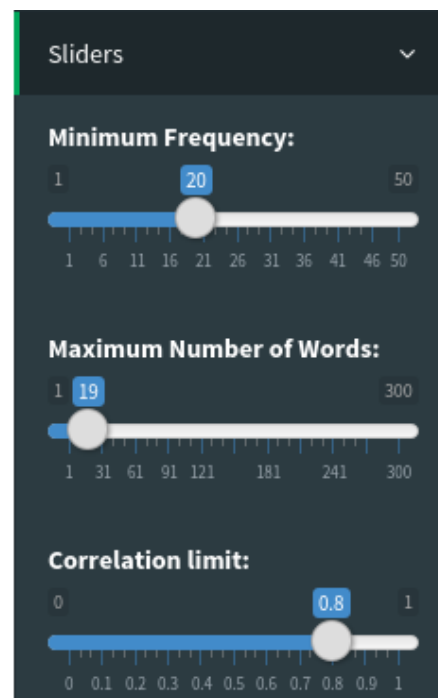 Sliders
Minimum Frequency:
1 20 50
1 6 11 16 21 26 31 36 41 46 50
Maximum Number of Words:
1 19 300
1 31 61 91 121 181 241 300
Correlation limit:
0 0.8 1
0 0.1 0.2 0.3 0.4 0.5 0.6 0.7 0.8 0.9 1